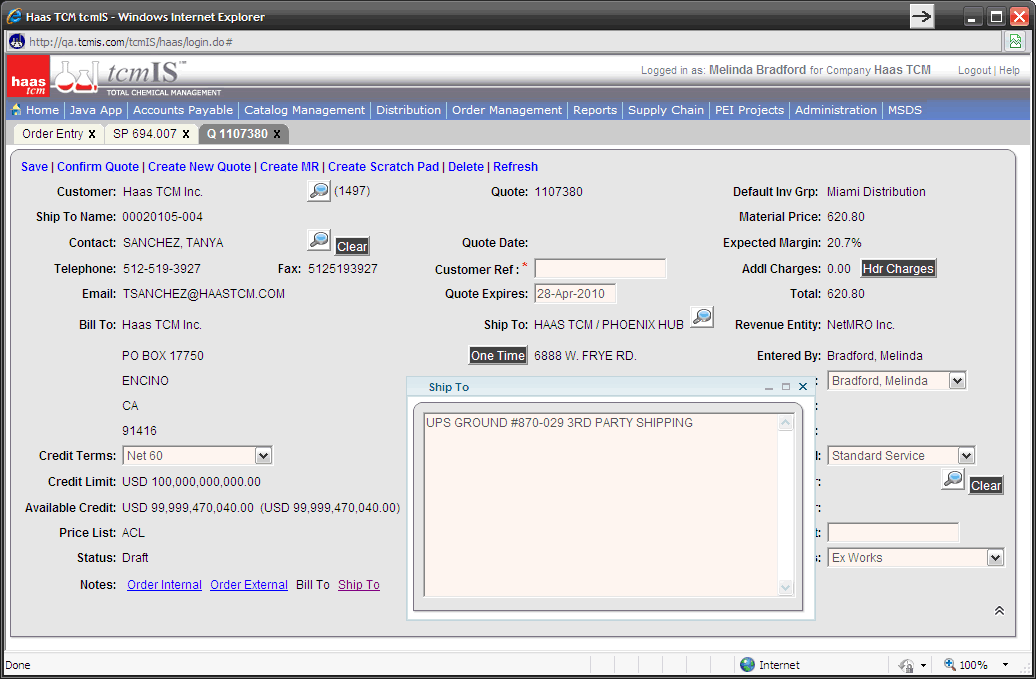 Haas TCM tcmIS - Windows Internet Explorer
http://qa.tcmis.com/tcmIS/haas/login.do#
haas tcm tcmIS™ TOTAL CHEMICAL MANAGEMENT Logged in as: Melinda Bradford for Company Haas TCM Logout | Help
Home | Java App | Accounts Payable | Catalog Management | Distribution | Order Management | Reports | Supply Chain | PEI Projects | Administration | MSDS
Order Entry x SP 694.007 x Q 1107380 x
Save | Confirm Quote | Create New Quote | Create MR | Create Scratch Pad | Delete | Refresh
Customer: Haas TCM Inc. (1497) Quote: 1107380 Default Inv Grp: Miami Distribution
Ship To Name: 00020105-004 Material Price: 620.80
Contact: SANCHEZ, TANYA Clear Quote Date: Expected Margin: 20.7%
Telephone: 512-519-3927 Fax: 5125193927 Customer Ref : * Addl Charges: 0.00 Hdr Charges
Email: TSANCHEZ@HAASTCM.COM Quote Expires: 28-Apr-2010 Total: 620.80
Bill To: Haas TCM Inc. Ship To: HAAS TCM / PHOENIX HUB Revenue Entity: NetMRO Inc.
PO BOX 17750 One Time 6888 W. FRYE RD. Entered By: Bradford, Melinda
ENCINO : Bradford, Melinda
CA :
91416 :
Credit Terms: Net 60 l: Standard Service
Credit Limit: USD 100,000,000,000.00 r: Clear
Available Credit: USD 99,999,470,040.00 (USD 99,999,470,040.00) r:
Price List: ACL t:
Status: Draft s: Ex Works
Notes: Order Internal Order External Bill To Ship To
Ship To
UPS GROUND #870-029 3RD PARTY SHIPPING
Done Internet 100%